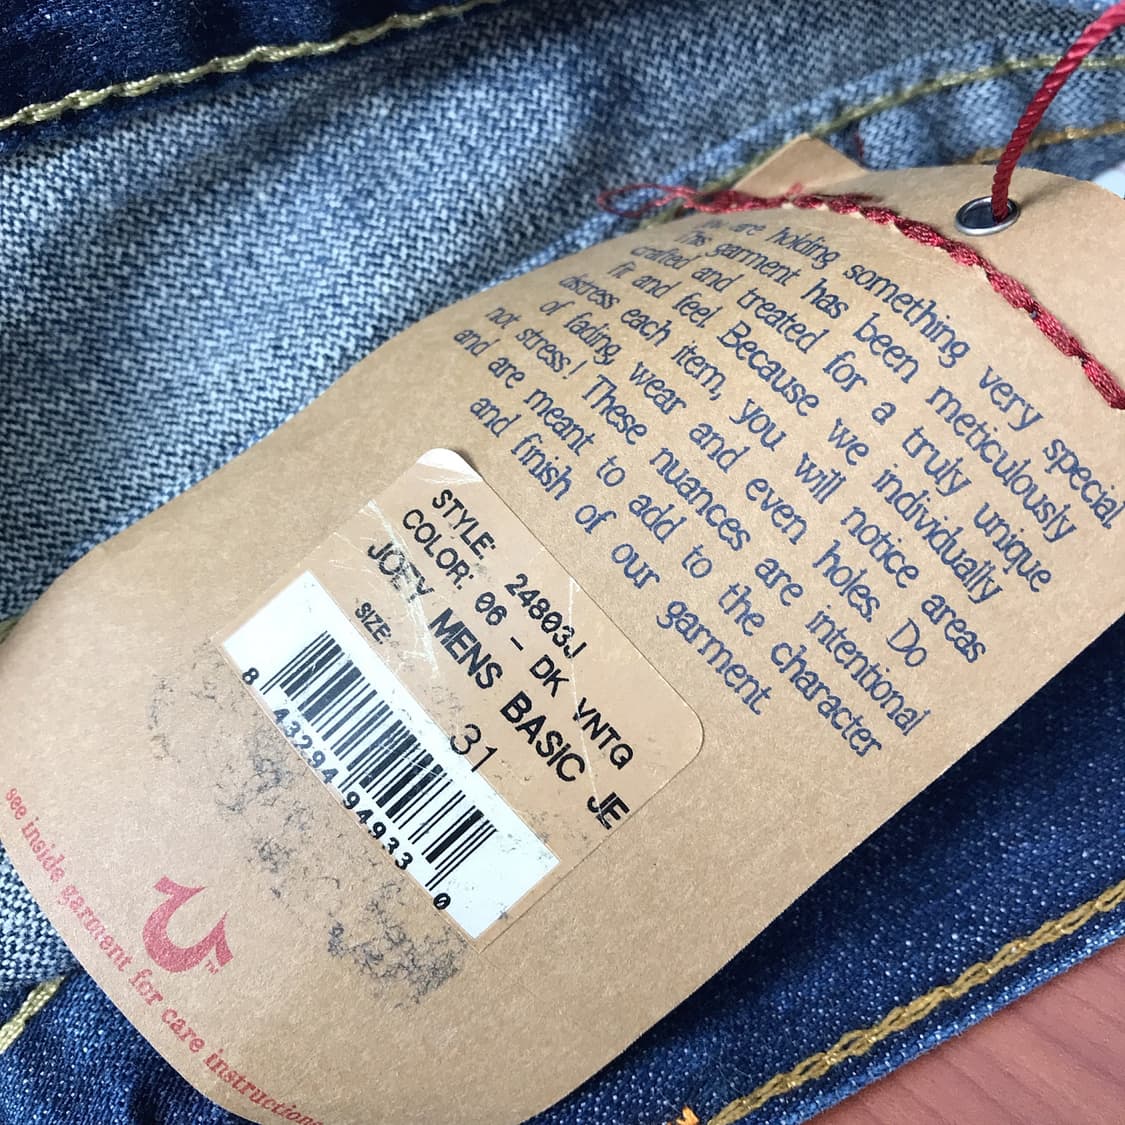 You are holding something very special
This garment has been meticulously
crafted and treated for a truly unique
fit and feel. Because we individually
distress each item, you will notice areas
of fading, wear and even holes. Do
not stress! These nuances are intentional
and are meant to add to the character
and finish of our garment.
STYLE: 24803J
COLOR: 06 - DK VNTG
JOEY MENS BASIC JE
SIZE: 31
8 43294 94933 0
TM
see inside garment for care instructions